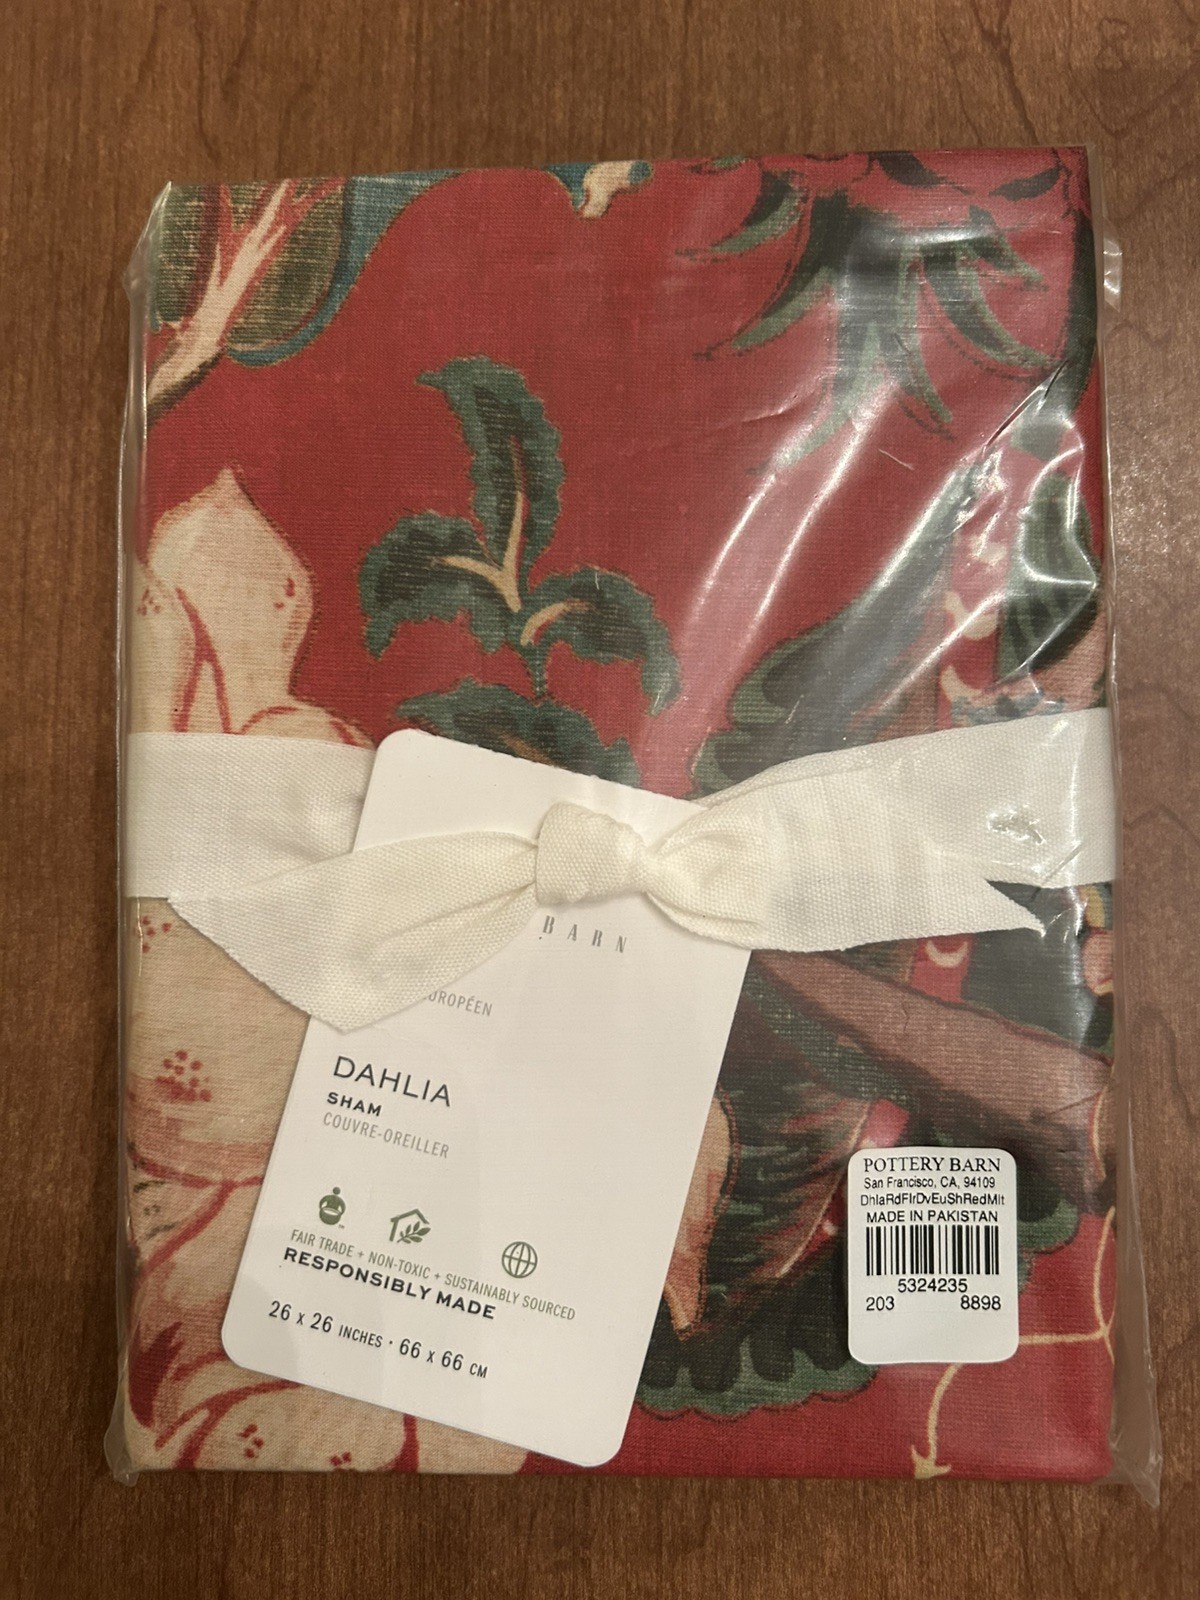 BARN
DAHLIA
SHAM
COUVRE-OREILLER
FAIR TRADE + NON-TOXIC + SUSTAINABLY SOURCED
RESPONSIBLY MADE
26 x 26 INCHES · 66 x 66 CM
POTTERY BARN
San Francisco, CA, 94109
DhlaRdFlrDvEuShRedMlt
MADE IN PAKISTAN
5324235
203 8898